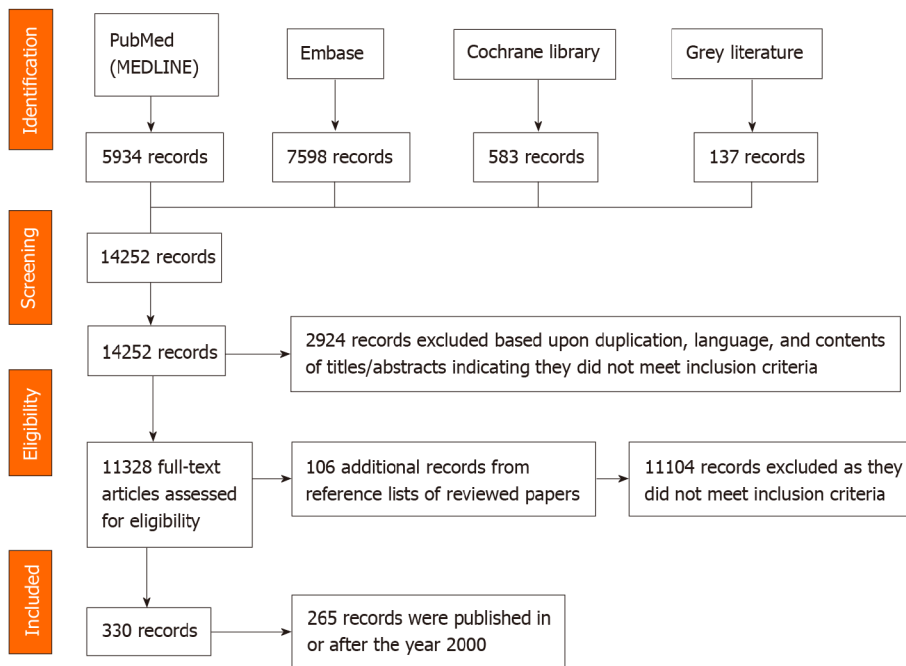 Identification
PubMed
(MEDLINE)
Embase
Cochrane library
Grey literature
5934 records
7598 records
583 records
137 records
Screening
14252 records
14252 records
2924 records excluded based upon duplication, language, and contents
of titles/abstracts indicating they did not meet inclusion criteria
Eligibility
11328 full-text
articles assessed
for eligibility
106 additional records from
reference lists of reviewed papers
11104 records excluded as they
did not meet inclusion criteria
Included
330 records
265 records were published in
or after the year 2000